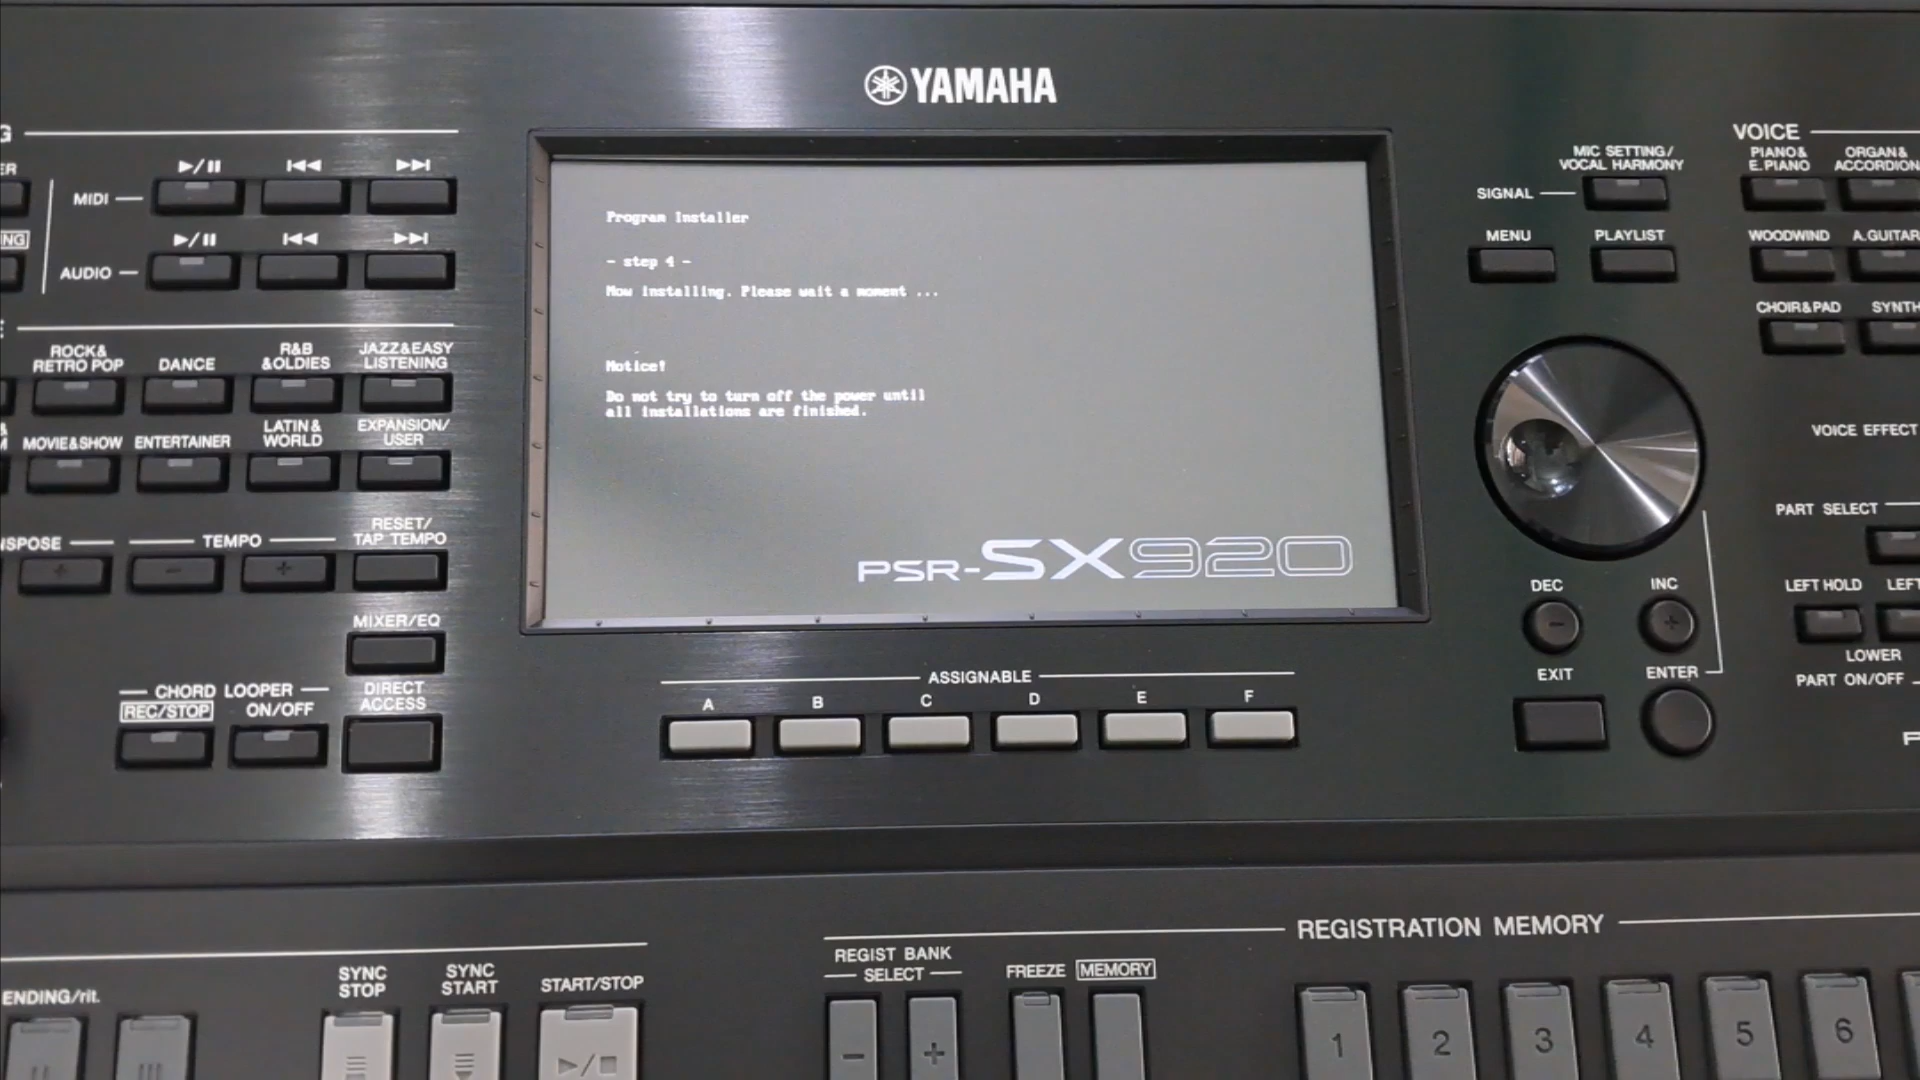 YAMAHA
G
MIDI
AUDIO
ROCK&
RETRO POP
DANCE
R&B
&OLDIES
JAZZ&EASY
LISTENING
MOVIE&SHOW
ENTERTAINER
LATIN&
WORLD
EXPANSION/
USER
TEMPO
- +
RESET/
TAP TEMPO
MIXER/EQ
CHORD LOOPER
REC/STOP
ON/OFF
DIRECT
ACCESS
Program Installer
- step 4 -
Now installing. Please wait a moment ...
Notice!
Do not try to turn off the power until
all installations are finished.
PSR-SX920
ASSIGNABLE
A B C D E F
MIC SETTING/
VOCAL HARMONY
SIGNAL
MENU
PLAYLIST
DEC
INC
EXIT
ENTER
VOICE
PIANO&
E.PIANO
ORGAN&
ACCORDION
WOODWIND
A.GUITAR
CHOIR&PAD
SYNTH
VOICE EFFECT
PART SELECT
LEFT HOLD
LEFT
LOWER
PART ON/OFF
ENDING/rit.
SYNC
STOP
SYNC
START
START/STOP
REGIST BANK
SELECT
- +
FREEZE
MEMORY
REGISTRATION MEMORY
1 2 3 4 5 6